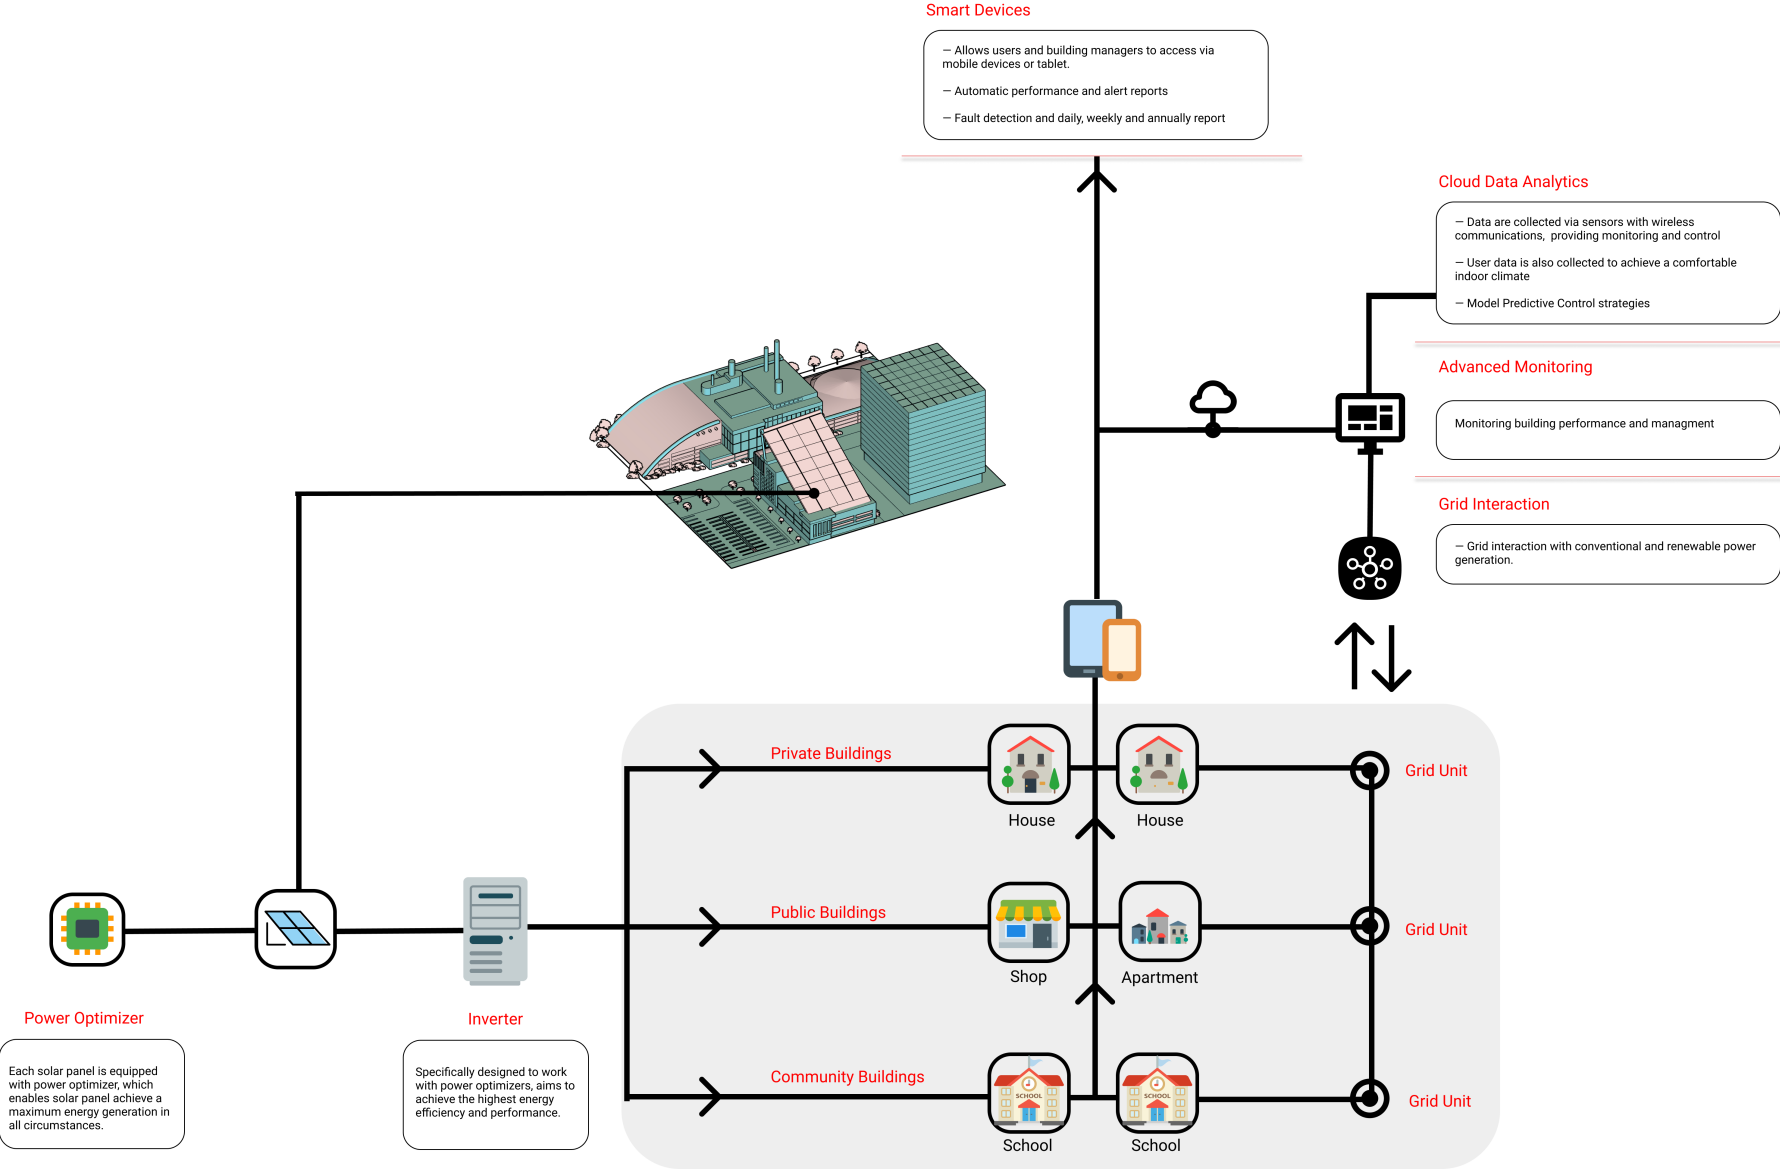 Smart Devices
— Allows users and building managers to access via
mobile devices or tablet.
— Automatic performance and alert reports
— Fault detection and daily, weekly and annually report
Cloud Data Analytics
— Data are collected via sensors with wireless
communications, providing monitoring and control
— User data is also collected to achieve a comfortable
indoor climate
— Model Predictive Control strategies
Advanced Monitoring
Monitoring building performance and managment
Grid Interaction
— Grid interaction with conventional and renewable power
generation.
Private Buildings
House
House
Grid Unit
Public Buildings
Shop
Apartment
Grid Unit
Community Buildings
SCHOOL
SCHOOL
School
School
Grid Unit
Power Optimizer
Each solar panel is equipped
with power optimizer, which
enables solar panel achieve a
maximum energy generation in
all circumstances.
Inverter
Specifically designed to work
with power optimizers, aims to
achieve the highest energy
efficiency and performance.